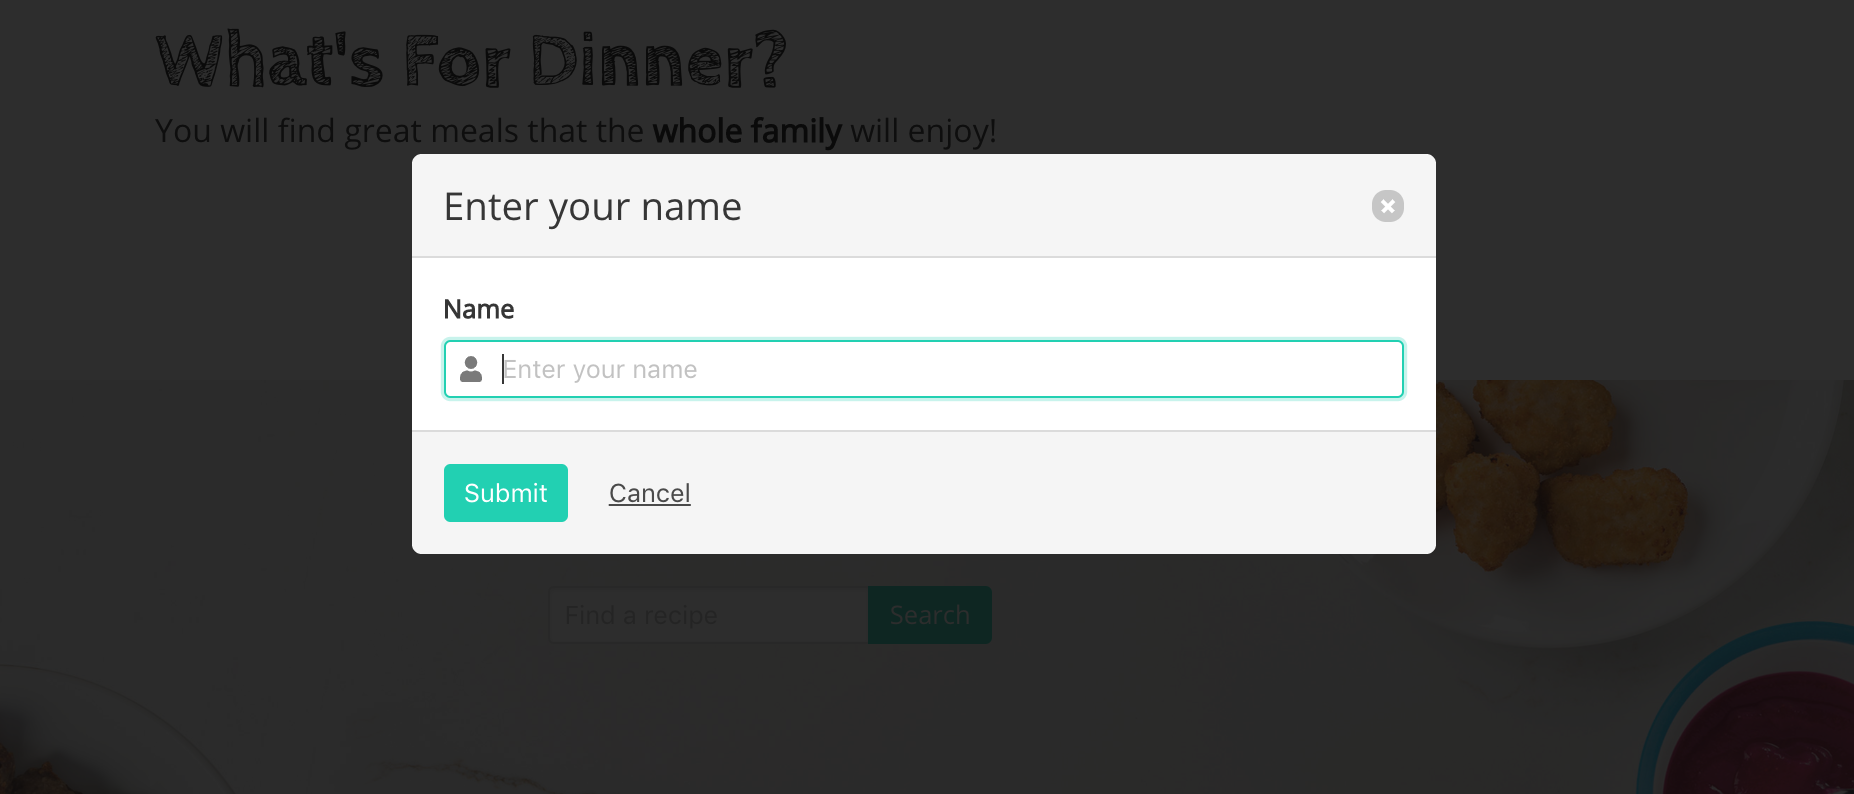 What's For Dinner?
You will find great meals that the whole family will enjoy!
Enter your name
Name
Enter your name
Submit Cancel
Find a recipe Search